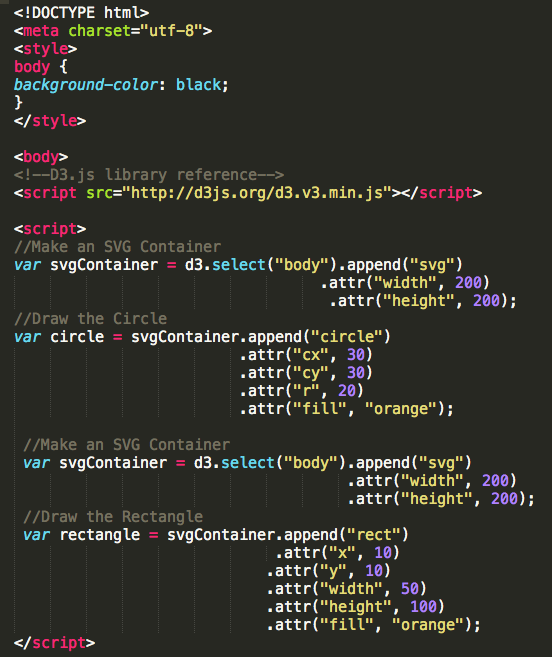 <!DOCTYPE html>
<meta charset="utf-8">
<style>
body {
background-color: black;
}
</style>

<body>
<!--D3.js library reference-->
<script src="http://d3js.org/d3.v3.min.js"></script>

<script>
//Make an SVG Container
var svgContainer = d3.select("body").append("svg")
                                  .attr("width", 200)
                                   .attr("height", 200);
//Draw the Circle
var circle = svgContainer.append("circle")
                         .attr("cx", 30)
                         .attr("cy", 30)
                         .attr("r", 20)
                         .attr("fill", "orange");

 //Make an SVG Container
 var svgContainer = d3.select("body").append("svg")
                                     .attr("width", 200)
                                     .attr("height", 200);
 //Draw the Rectangle
 var rectangle = svgContainer.append("rect")
                             .attr("x", 10)
                            .attr("y", 10)
                            .attr("width", 50)
                            .attr("height", 100)
                            .attr("fill", "orange");
</script>